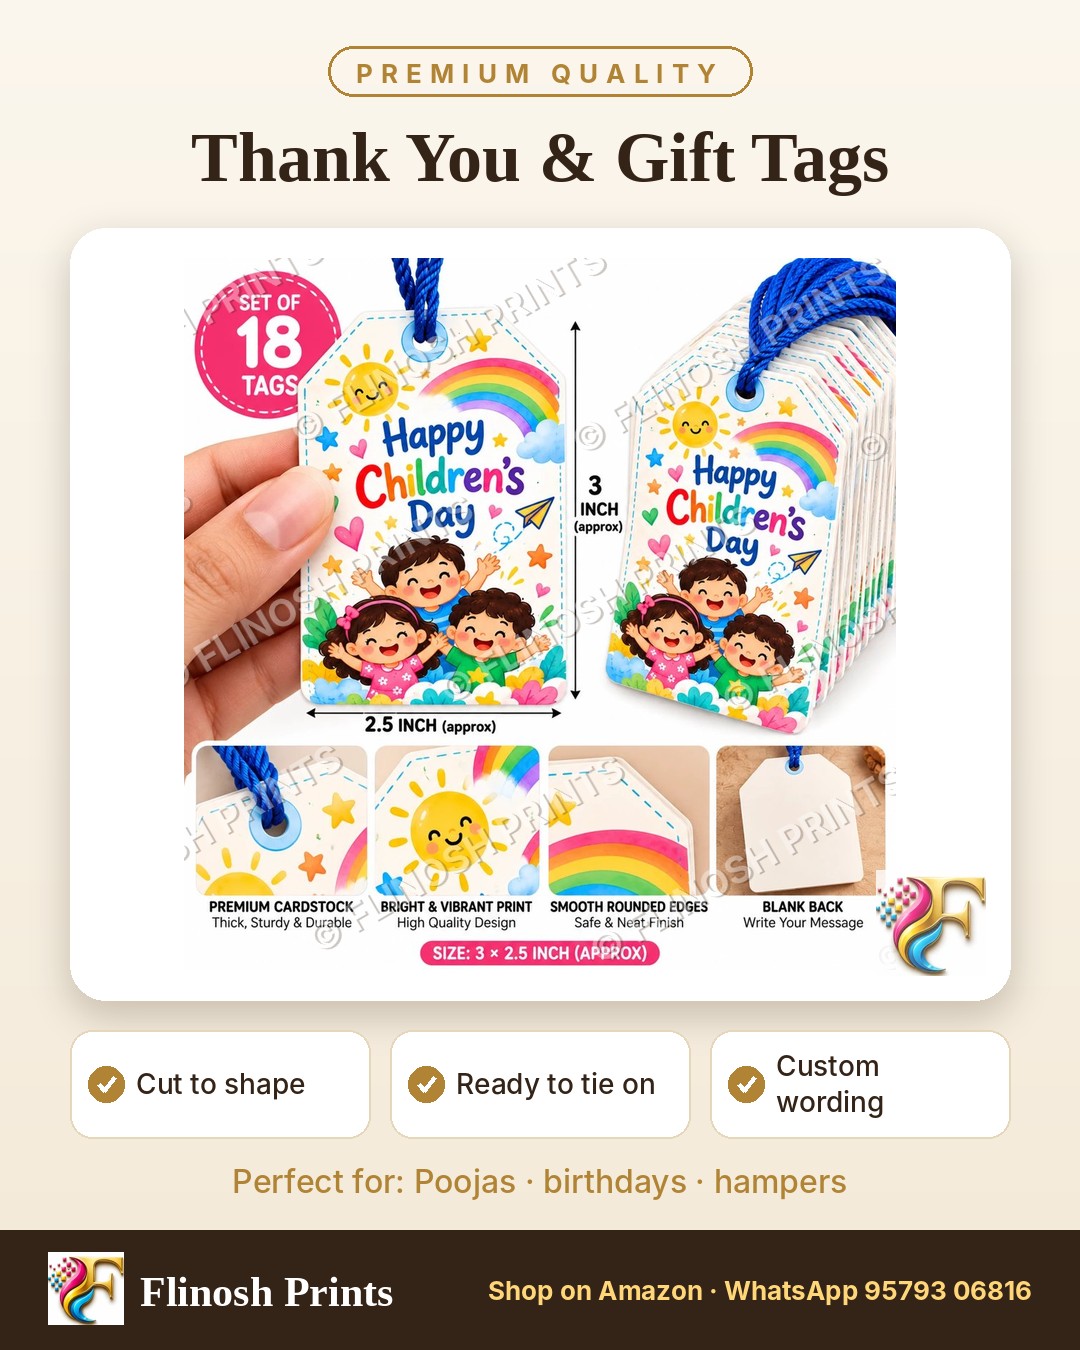 PREMIUM QUALITY
Thank You & Gift Tags
SET OF
18
TAGS
Happy
Children's
Day
3
INCH
(approx)
2.5 INCH (approx)
Happy
Children's
Day
PREMIUM CARDSTOCK
Thick, Sturdy & Durable
BRIGHT & VIBRANT PRINT
High Quality Design
SMOOTH ROUNDED EDGES
Safe & Neat Finish
BLANK BACK
Write Your Message
SIZE: 3 × 2.5 INCH (APPROX)
© FLINOSH PRINTS
F
Cut to shape
Ready to tie on
Custom
wording
Perfect for: Poojas · birthdays · hampers
F
Flinosh Prints
Shop on Amazon · WhatsApp 95793 06816